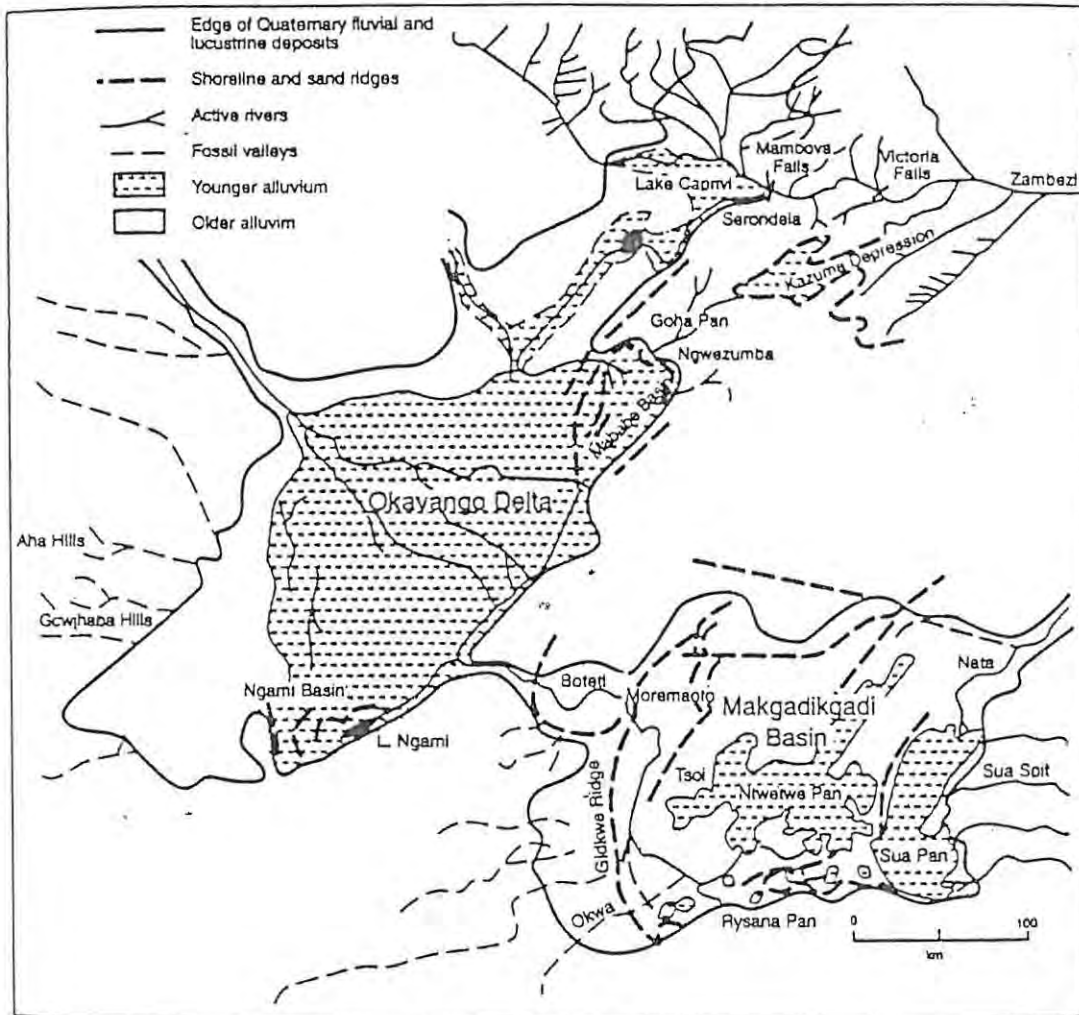 Edge of Quaternary fluvial and
lucustrine deposits
Shoreline and sand ridges
Active rivers
Fossil valleys
Younger alluvium
Older alluvim
Lake Caprivi
Mambova
Falls
Victoria
Falls
Zambezi
Serondela
Kazuma Depression
Goha Pan
Ngwezumba
Mababe Basin
Okavango Delta
Aha Hills
Gcwihaba Hills
Ngami Basin
L. Ngami
Boteti
Moremaoto
Makgadikgadi
Basin
Nata
Tsoi
Ntwetwe Pan
Sua Spit
Gidikwe Ridge
Sua Pan
Okwa
Rysana Pan
0
100
km